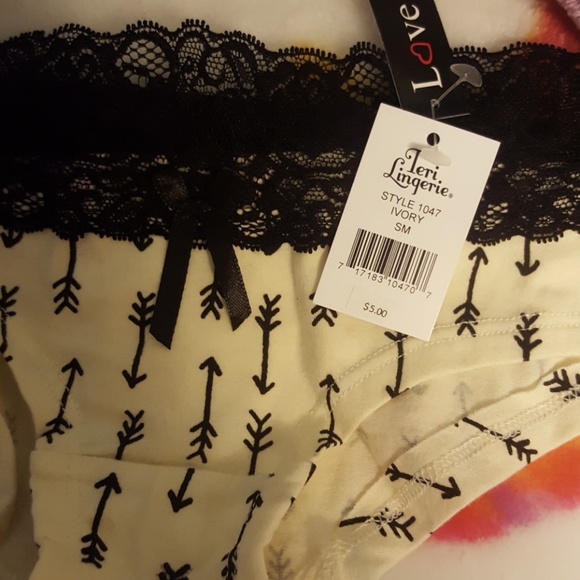 Love
Teri
Lingerie®
STYLE 1047
IVORY
SM
7 17183 10470 7
$5.00